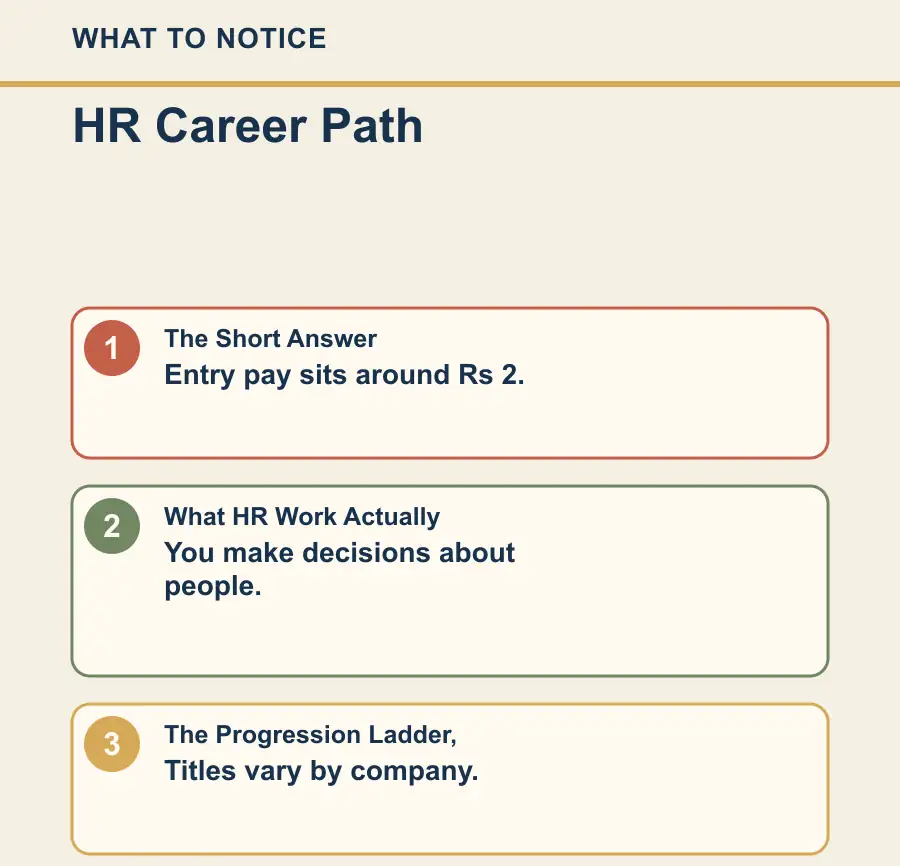 WHAT TO NOTICE
HR Career Path
1
The Short Answer
Entry pay sits around Rs 2.
2
What HR Work Actually
You make decisions about
people.
3
The Progression Ladder,
Titles vary by company.